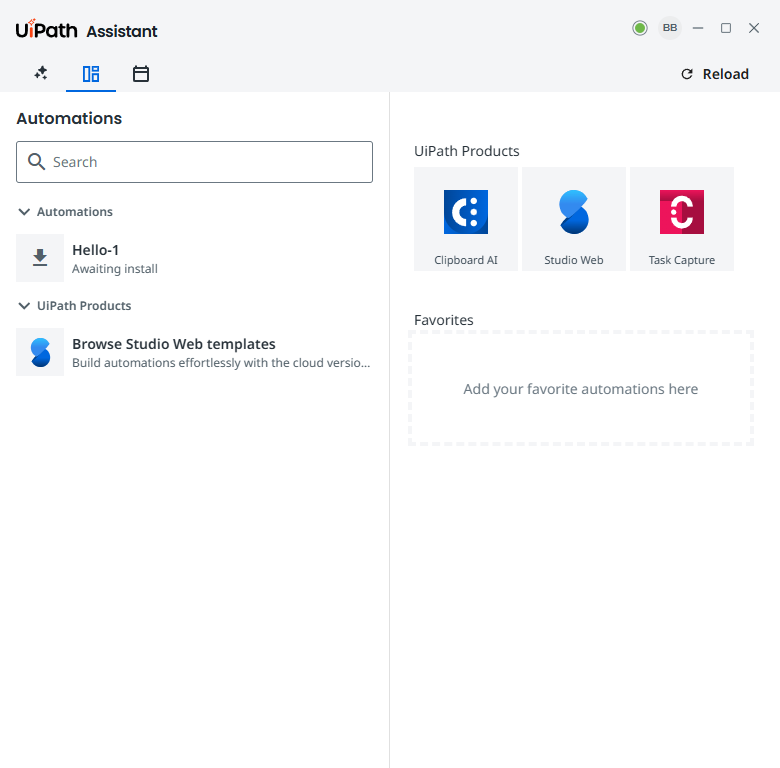 UiPath Assistant
BB
Reload
Automations
Search
Automations
Hello-1
Awaiting install
UiPath Products
Browse Studio Web templates
Build automations effortlessly with the cloud versio...
UiPath Products
Clipboard AI
Studio Web
Task Capture
Favorites
Add your favorite automations here